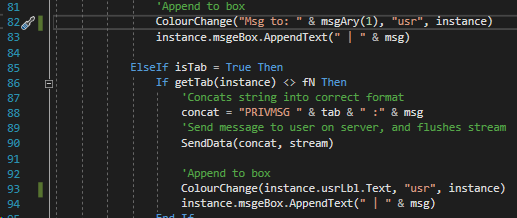 81 'Append to box
82 ColourChange("Msg to: " & msgAry(1), "usr", instance)
83 instance.msgeBox.AppendText(" | " & msg)
84
85 ElseIf isTab = True Then
86 If getTab(instance) <> fN Then
87 'Concats string into correct format
88 concat = "PRIVMSG " & tab & " :" & msg
89 'Send message to user on server, and flushes stream
90 SendData(concat, stream)
91
92 'Append to box
93 ColourChange(instance.usrLbl.Text, "usr", instance)
94 instance.msgeBox.AppendText(" | " & msg)
95 End If